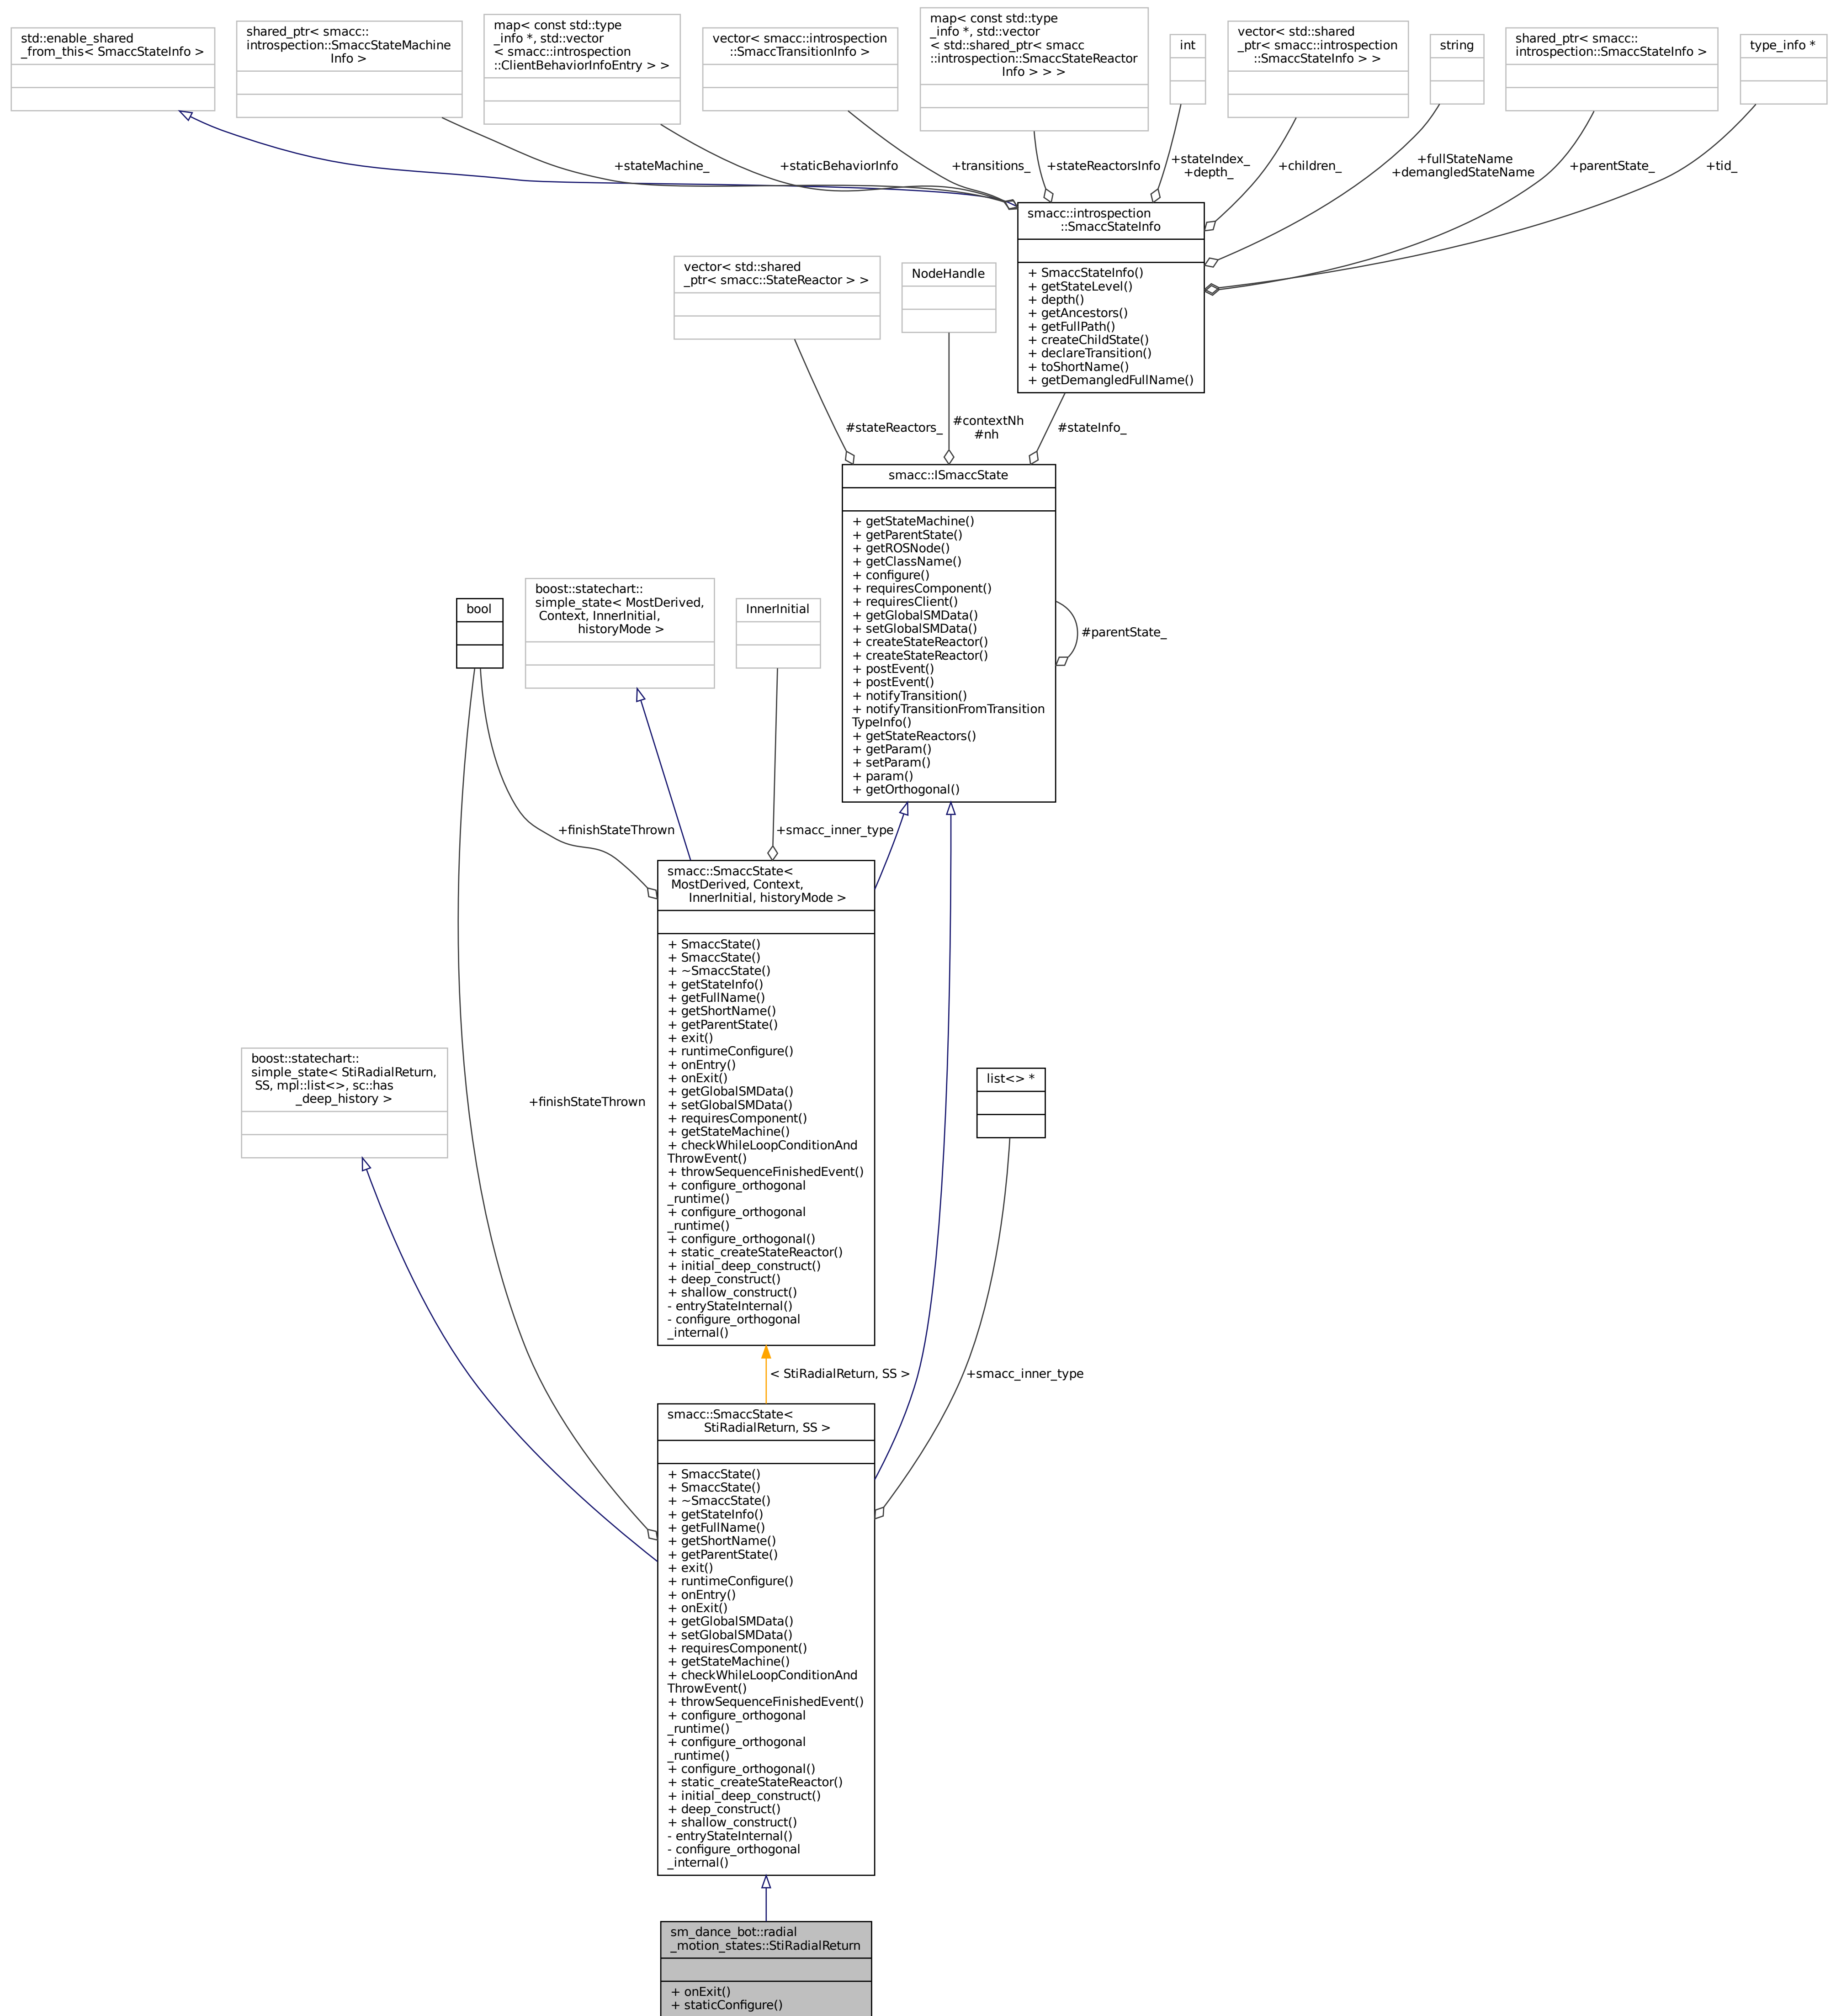 std::enable_shared
_from_this< SmaccStateInfo >
shared_ptr< smacc::
introspection::SmaccStateMachine
Info >
map< const std::type
_info *, std::vector
< smacc::introspection
::ClientBehaviorInfoEntry > >
vector< smacc::introspection
::SmaccTransitionInfo >
map< const std::type
_info *, std::vector
< std::shared_ptr< smacc
::introspection::SmaccStateReactor
Info > > >
int
vector< std::shared
_ptr< smacc::introspection
::SmaccStateInfo > >
string
shared_ptr< smacc::
introspection::SmaccStateInfo >
type_info *
+stateMachine_
+staticBehaviorInfo
+transitions_
+stateReactorsInfo
+stateIndex_
+depth_
+children_
+fullStateName
+demangledStateName
+parentState_
+tid_
smacc::introspection
::SmaccStateInfo
+ SmaccStateInfo()
+ getStateLevel()
+ depth()
+ getAncestors()
+ getFullPath()
+ createChildState()
+ declareTransition()
+ toShortName()
+ getDemangledFullName()
vector< std::shared
_ptr< smacc::StateReactor > >
NodeHandle
#stateReactors_
#contextNh
#nh
#stateInfo_
smacc::ISmaccState
+ getStateMachine()
+ getParentState()
+ getROSNode()
+ getClassName()
+ configure()
+ requiresComponent()
+ requiresClient()
+ getGlobalSMData()
+ setGlobalSMData()
+ createStateReactor()
+ createStateReactor()
+ postEvent()
+ postEvent()
+ notifyTransition()
+ notifyTransitionFromTransition
TypeInfo()
+ getStateReactors()
+ getParam()
+ setParam()
+ param()
+ getOrthogonal()
#parentState_
bool
boost::statechart::
simple_state< MostDerived,
Context, InnerInitial,
historyMode >
InnerInitial
+finishStateThrown
+smacc_inner_type
smacc::SmaccState<
MostDerived, Context,
InnerInitial, historyMode >
+ SmaccState()
+ SmaccState()
+ ~SmaccState()
+ getStateInfo()
+ getFullName()
+ getShortName()
+ getParentState()
+ exit()
+ runtimeConfigure()
+ onEntry()
+ onExit()
+ getGlobalSMData()
+ setGlobalSMData()
+ requiresComponent()
+ getStateMachine()
+ checkWhileLoopConditionAnd
ThrowEvent()
+ throwSequenceFinishedEvent()
+ configure_orthogonal
_runtime()
+ configure_orthogonal
_runtime()
+ configure_orthogonal()
+ static_createStateReactor()
+ initial_deep_construct()
+ deep_construct()
+ shallow_construct()
- entryStateInternal()
- configure_orthogonal
_internal()
boost::statechart::
simple_state< StiRadialReturn,
SS, mpl::list<>, sc::has
_deep_history >
+finishStateThrown
list<> *
< StiRadialReturn, SS >
+smacc_inner_type
smacc::SmaccState<
StiRadialReturn, SS >
+ SmaccState()
+ SmaccState()
+ ~SmaccState()
+ getStateInfo()
+ getFullName()
+ getShortName()
+ getParentState()
+ exit()
+ runtimeConfigure()
+ onEntry()
+ onExit()
+ getGlobalSMData()
+ setGlobalSMData()
+ requiresComponent()
+ getStateMachine()
+ checkWhileLoopConditionAnd
ThrowEvent()
+ throwSequenceFinishedEvent()
+ configure_orthogonal
_runtime()
+ configure_orthogonal
_runtime()
+ configure_orthogonal()
+ static_createStateReactor()
+ initial_deep_construct()
+ deep_construct()
+ shallow_construct()
- entryStateInternal()
- configure_orthogonal
_internal()
sm_dance_bot::radial
_motion_states::StiRadialReturn
+ onExit()
+ staticConfigure()